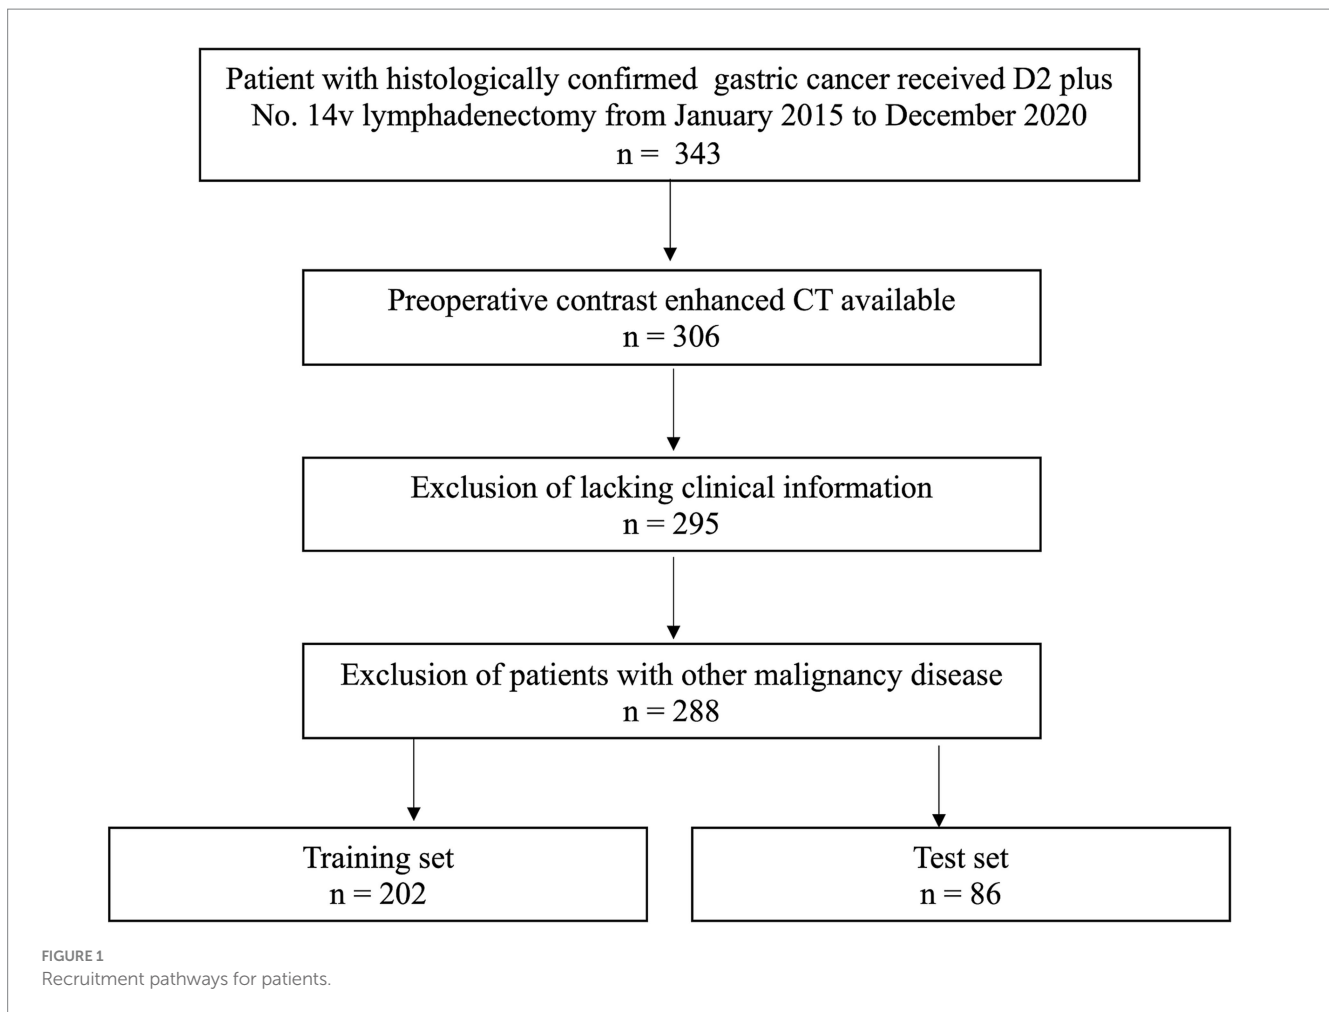 Patient with histologically confirmed gastric cancer received D2 plus
No. 14v lymphadenectomy from January 2015 to December 2020
n = 343
Preoperative contrast enhanced CT available
n = 306
Exclusion of lacking clinical information
n = 295
Exclusion of patients with other malignancy disease
n = 288
Training set
n = 202
Test set
n = 86
FIGURE 1
Recruitment pathways for patients.